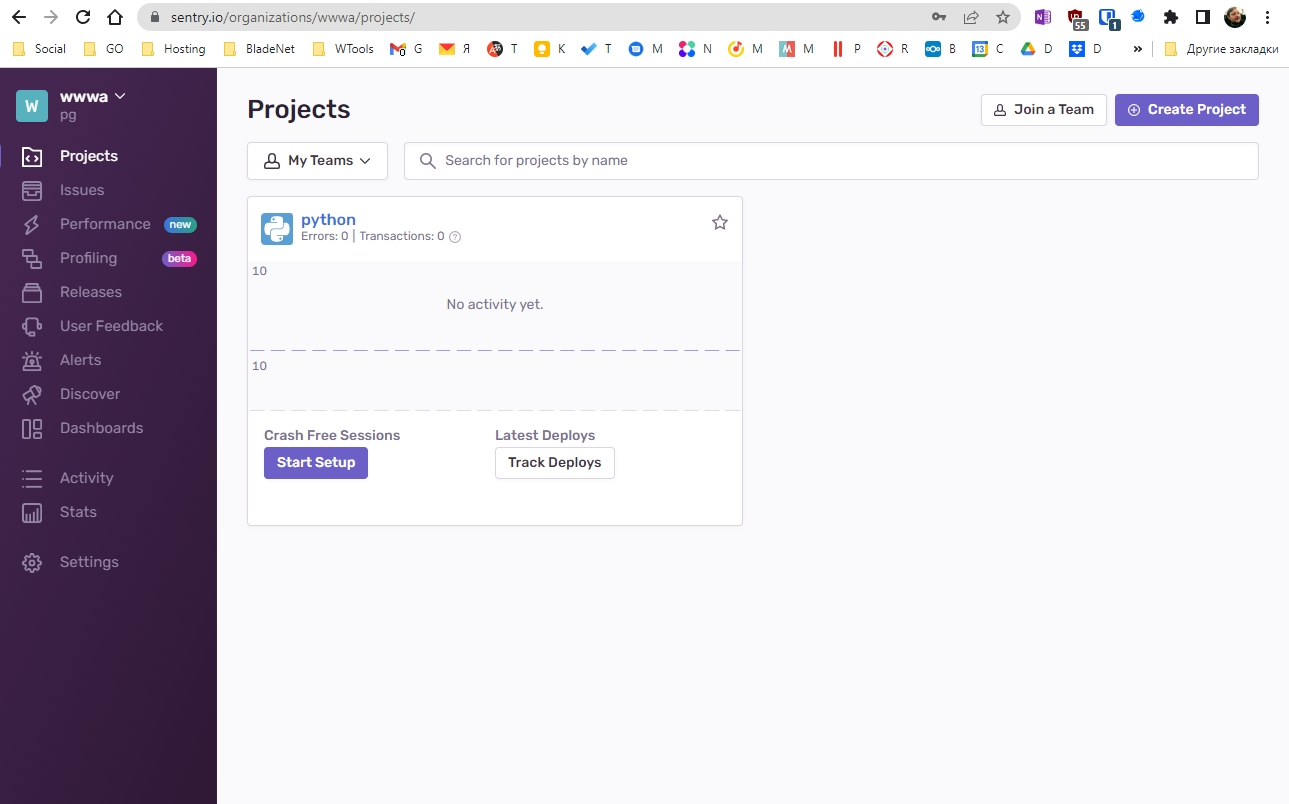 sentry.io/organizations/wwwa/projects/
55
1
Social GO Hosting BladeNet WTools G Я T K T M N M M P R B C D D » Другие закладки
W wwwa
pg
Projects
Issues
Performance new
Profiling beta
Releases
User Feedback
Alerts
Discover
Dashboards
Activity
Stats
Settings
Projects
Join a Team
Create Project
My Teams
Search for projects by name
python
Errors: 0 | Transactions: 0
10
No activity yet.
10
Crash Free Sessions
Start Setup
Latest Deploys
Track Deploys